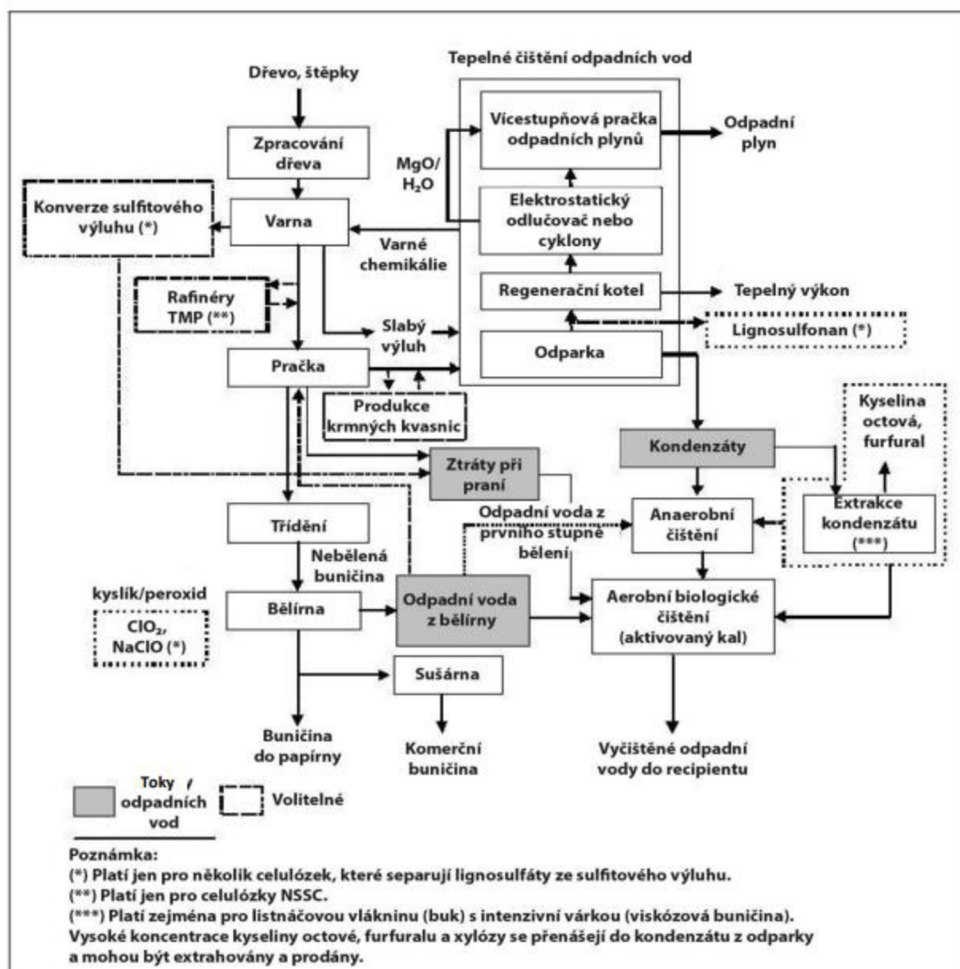 Tepelné čištění odpadních vod
Dřevo, štěpky
Vícestupňová pračka
odpadních plynů
Odpadní
plyn
Zpracování
dřeva
MgO/
H₂O
Elektrostatický
odlučovač nebo
cyklony
Konverze sulfitového
výluhu (*)
Varna
Varné
chemikálie
Regenerační kotel
Tepelný výkon
Rafinéry
TMP (**)
Slabý
výluh
Lignosulfonan (*)
Odparka
Pračka
Produkce
krmných kvasnic
Kyselina
octová,
furfural
Kondenzáty
Ztráty při
praní
Extrakce
kondenzátu
(***)
Odpadní voda z
prvního stupně
bělení
Anaerobní
čištění
Třídění
Nebělená
buničina
kyslík/peroxid
ClO₂,
NaClO (*)
Bělírna
Odpadní voda
z bělírny
Aerobní biologické
čištění
(aktivovaný kal)
Sušárna
Buničina
do papírny
Komerční
buničina
Vyčištěné odpadní
vody do recipientu
Toky
odpadních
vod
Volitelné
Poznámka:
(*) Platí jen pro několik celulózek, které separují lignosulfáty ze sulfitového výluhu.
(**) Platí jen pro celulózky NSSC.
(***) Platí zejména pro listnáčovou vlákninu (buk) s intenzivní várkou (viskózová buničina).
Vysoké koncentrace kyseliny octové, furfuralu a xylózy se přenášejí do kondenzátu z odparky
a mohou být extrahovány a prodány.